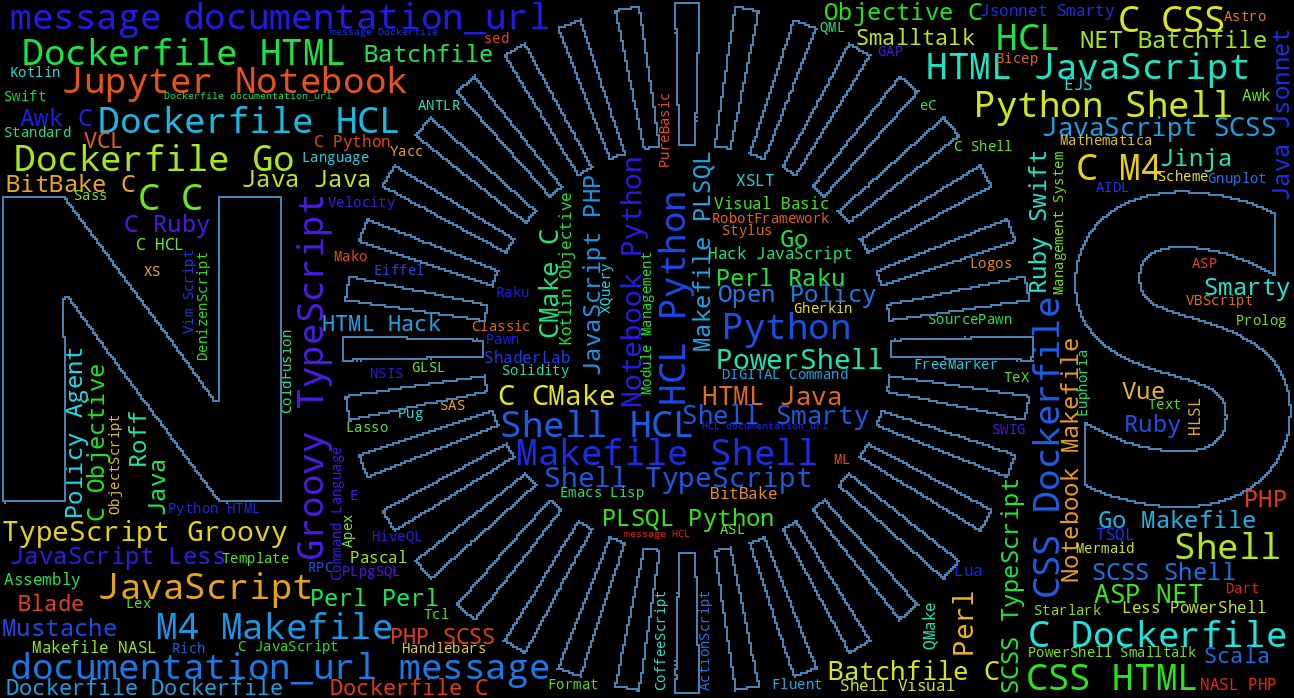 message documentation_url
message Dockerfile
sed
Dockerfile HTML
Batchfile
Kotlin
Jupyter Notebook
Swift
Dockerfile documentation_url
ANTLR
Awk C
Dockerfile HCL
Standard
VCL
C Python
Yacc
Language
Dockerfile Go
BitBake C
Sass
Java Java
C C
Velocity
C Ruby
C HCL
XS
Vim Script
DenizenScript
TypeScript
Mako
Eiffel
HTML Hack
ColdFusion
NSIS
GLSL
Pug
SAS
Lasso
Policy Agent
C Objective
ObjectScript
Roff
Java
Python HTML
Groovy
Command Language
E
Apex
HiveQL
TypeScript Groovy
JavaScript Less
Template
RPC
PLpgSQL
Pascal
Assembly
JavaScript
Blade
Lex
Perl Perl
Tcl
Mustache
M4 Makefile
PHP SCSS
Makefile NASL
Rich
C JavaScript
Handlebars
documentation_url message
Dockerfile Dockerfile
Dockerfile C
Format
CoffeeScript
ActionScript
Fluent
PureBasic
Objective C
Jsonnet Smarty
QML
Smalltalk
GAP
C CSS
Astro
HCL
NET Batchfile
Bicep
HTML JavaScript
EJS
Java Jsonnet
eC
Python Shell
Awk
JavaScript SCSS
Mathematica
C Shell
C M4
Jinja
Scheme
Gnuplot
AIDL
Ruby Swift
Management System
XSLT
Visual Basic
RobotFramework
Stylus
Go
Hack JavaScript
Perl Raku
Open Policy
Gherkin
Python
PowerShell
DIGITAL Command
HTML Java
Shell Smarty
HCL documentation_url
CMake C
Kotlin Objective
JavaScript PHP
XQuery
Notebook Python
Module Management
HCL Python
Makefile PLSQL
Raku
Classic
Pawn
ShaderLab
Solidity
C CMake
Shell HCL
Makefile Shell
ML
Shell TypeScript
Emacs Lisp
BitBake
PLSQL Python
ASL
message HCL
Logos
SourcePawn
FreeMarker
TeX
SWIG
Lua
CSS Dockerfile
Notebook Makefile
Euphoria
ASP
Smarty
VBScript
Prolog
Vue
Text
Ruby
HLSL
PHP
Go Makefile
TSQL
Mermaid
Shell
SCSS Shell
ASP NET
Dart
Starlark
Less PowerShell
SCSS TypeScript
QMake
Perl
C Dockerfile
PowerShell Smalltalk
Scala
Batchfile C
Shell Visual
CSS HTML
NASL PHP